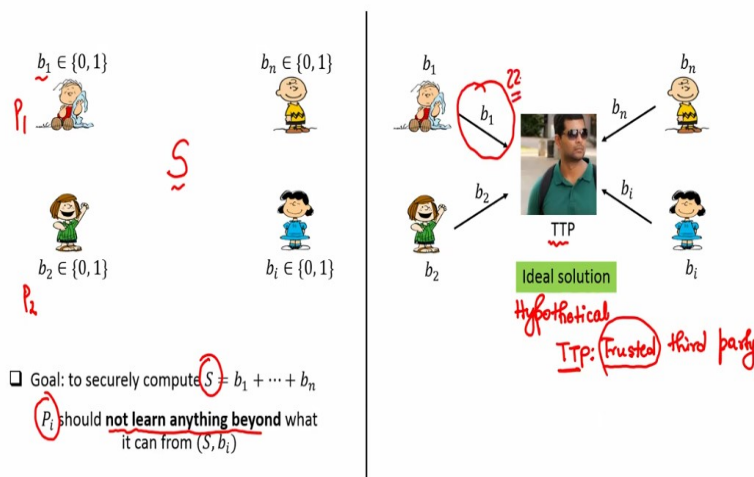 b₁ ∈ {0, 1}
bₙ ∈ {0, 1}
P₁
S
b₂ ∈ {0, 1}
bᵢ ∈ {0, 1}
P₂
❑ Goal: to securely compute S = b₁ + ⋯ + bₙ
Pᵢ should not learn anything beyond what
it can from (S, bᵢ)
b₁
bₙ
??
b₁
bₙ
b₂
bᵢ
TTP
b₂
bᵢ
Ideal solution
Hypothetical
TTP: Trusted third party